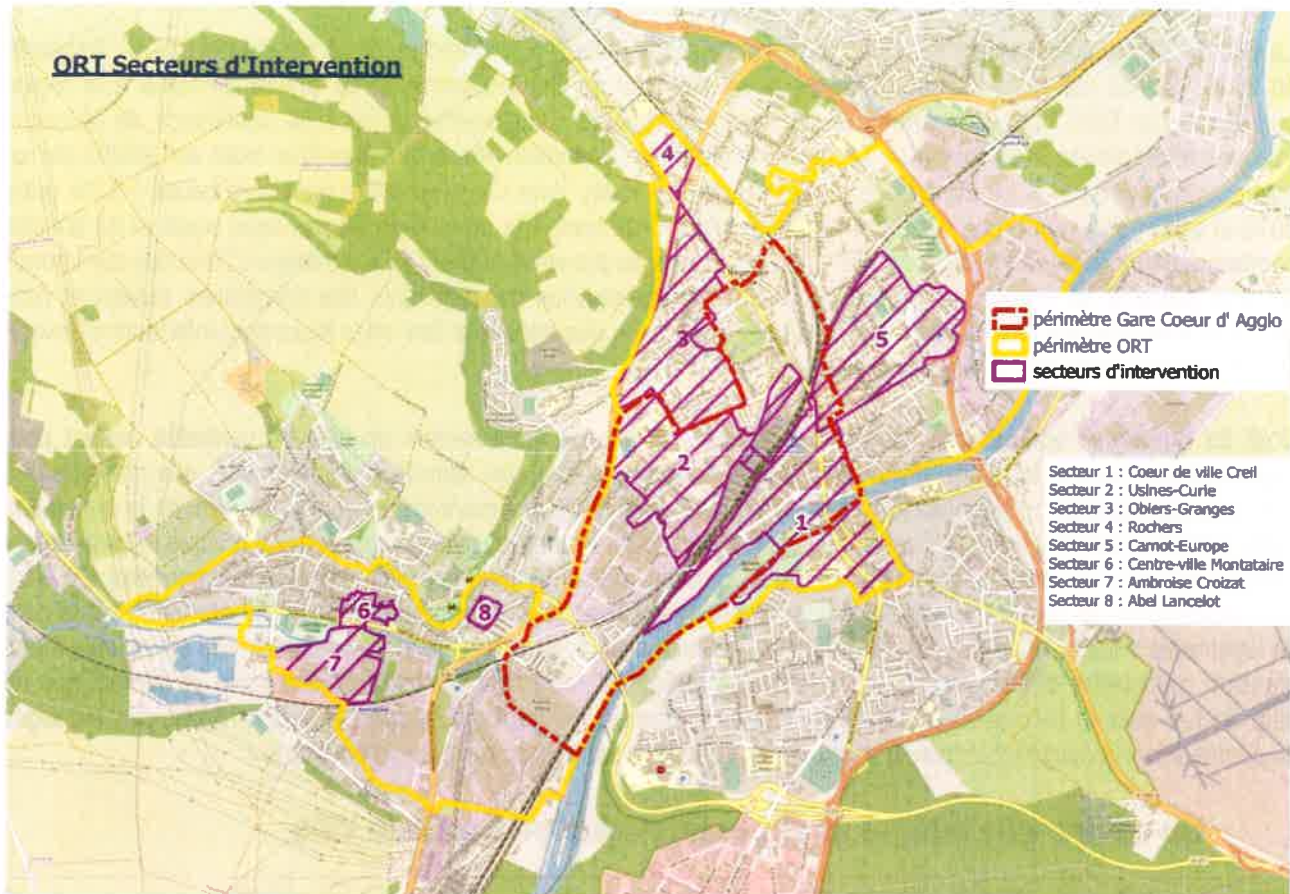 ORT Secteurs d'Intervention
4
5
3
2
1
6
8
7
périmètre Gare Coeur d' Agglo
périmètre ORT
secteurs d'intervention
Secteur 1 : Coeur de ville Creil
Secteur 2 : Usines-Curie
Secteur 3 : Obiers-Granges
Secteur 4 : Rochers
Secteur 5 : Carnot-Europe
Secteur 6 : Centre-ville Montataire
Secteur 7 : Ambroise Croizat
Secteur 8 : Abel Lancelot